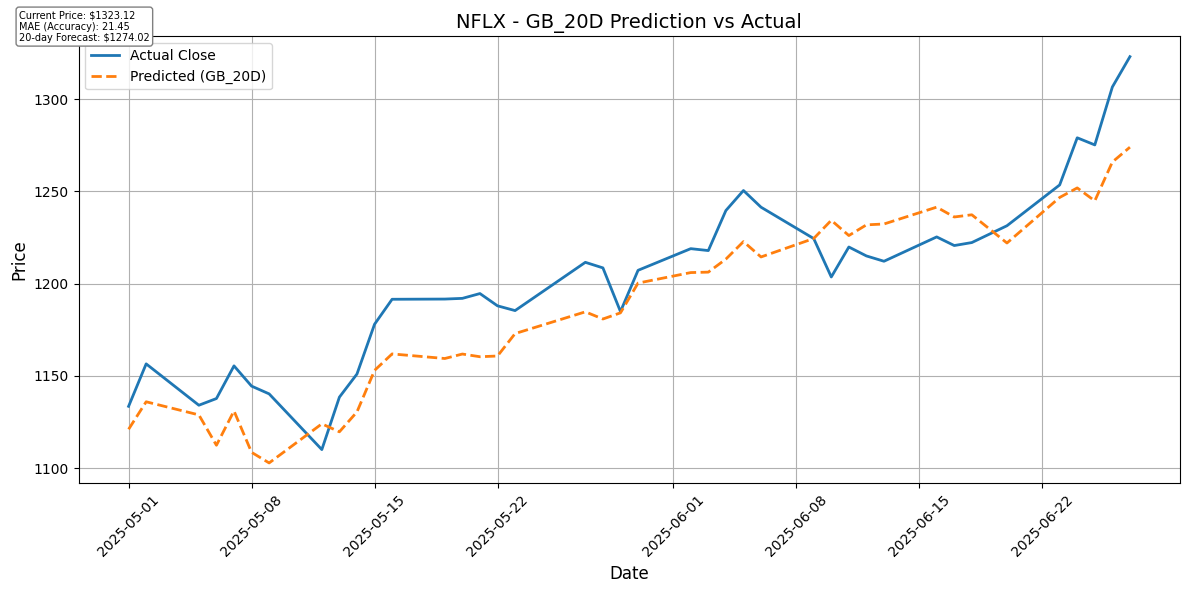 NFLX - GB_20D Prediction vs Actual
Current Price: $1323.12
MAE (Accuracy): 21.45
20-day Forecast: $1274.02
Actual Close
Predicted (GB_20D)
Price
1300
1250
1200
1150
1100
2025-05-01
2025-05-08
2025-05-15
2025-05-22
2025-06-01
2025-06-08
2025-06-15
2025-06-22
Date